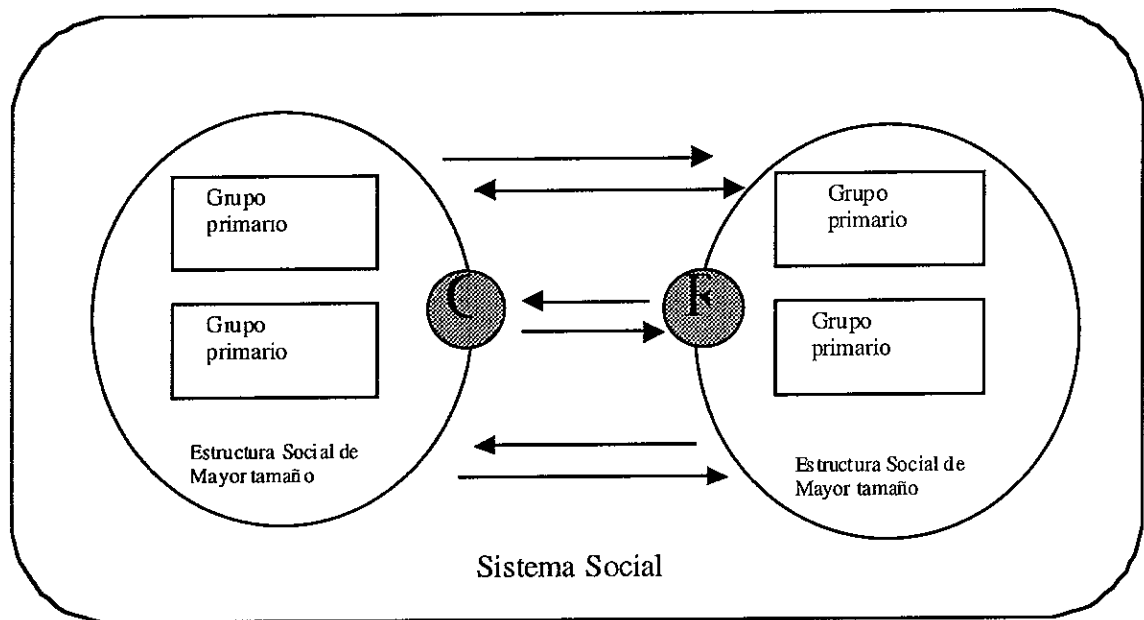 Grupo
primario
Grupo
primario
C
Estructura Social de
Mayor tamaño
Grupo
primario
Grupo
primario
Estructura Social de
Mayor tamaño
Sistema Social